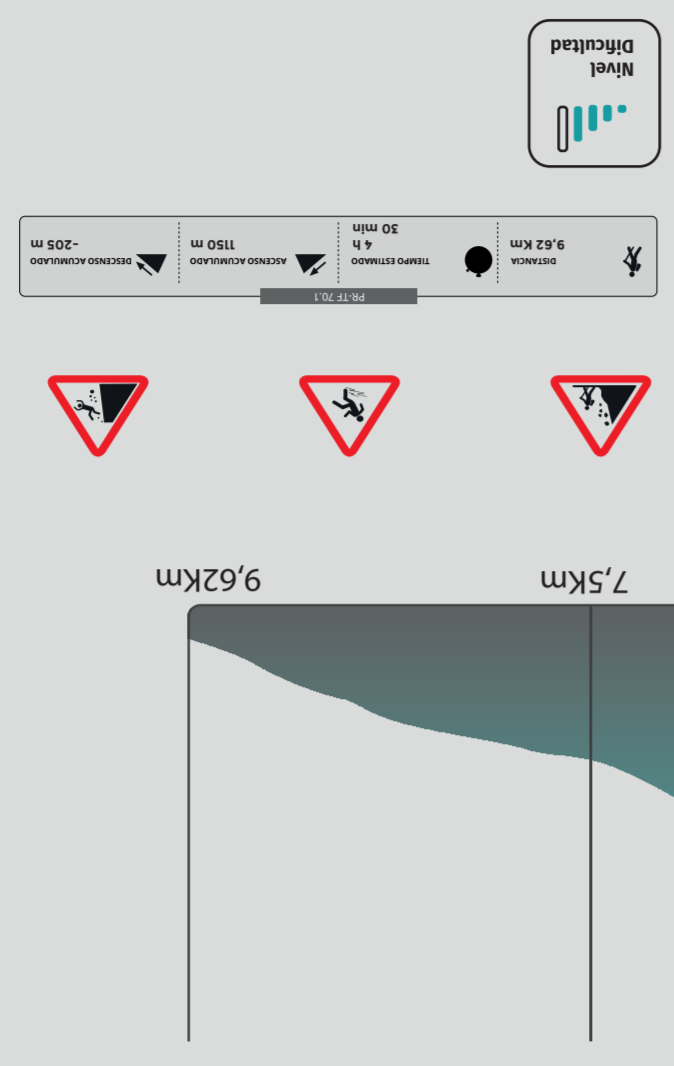 7,5Km
9,62Km
PR-TF 70.1
DISTANCIA
9,62 Km
TIEMPO ESTIMADO
4 h
30 min
ASCENSO ACUMULADO
1150 m
DESCENSO ACUMULADO
-205 m
Nivel
Dificultad